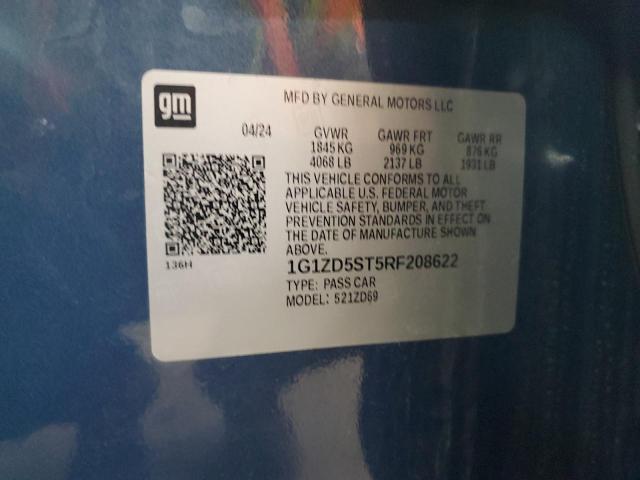 gm
MFD BY GENERAL MOTORS LLC
04/24 GVWR GAWR FRT GAWR RR
1845 KG 969 KG 876 KG
4068 LB 2137 LB 1931 LB
THIS VEHICLE CONFORMS TO ALL
APPLICABLE U.S. FEDERAL MOTOR
VEHICLE SAFETY, BUMPER, AND THEFT
PREVENTION STANDARDS IN EFFECT ON
THE DATE OF MANUFACTURE SHOWN
ABOVE.
136H
1G1ZD5ST5RF208622
TYPE: PASS CAR
MODEL: 521ZD69